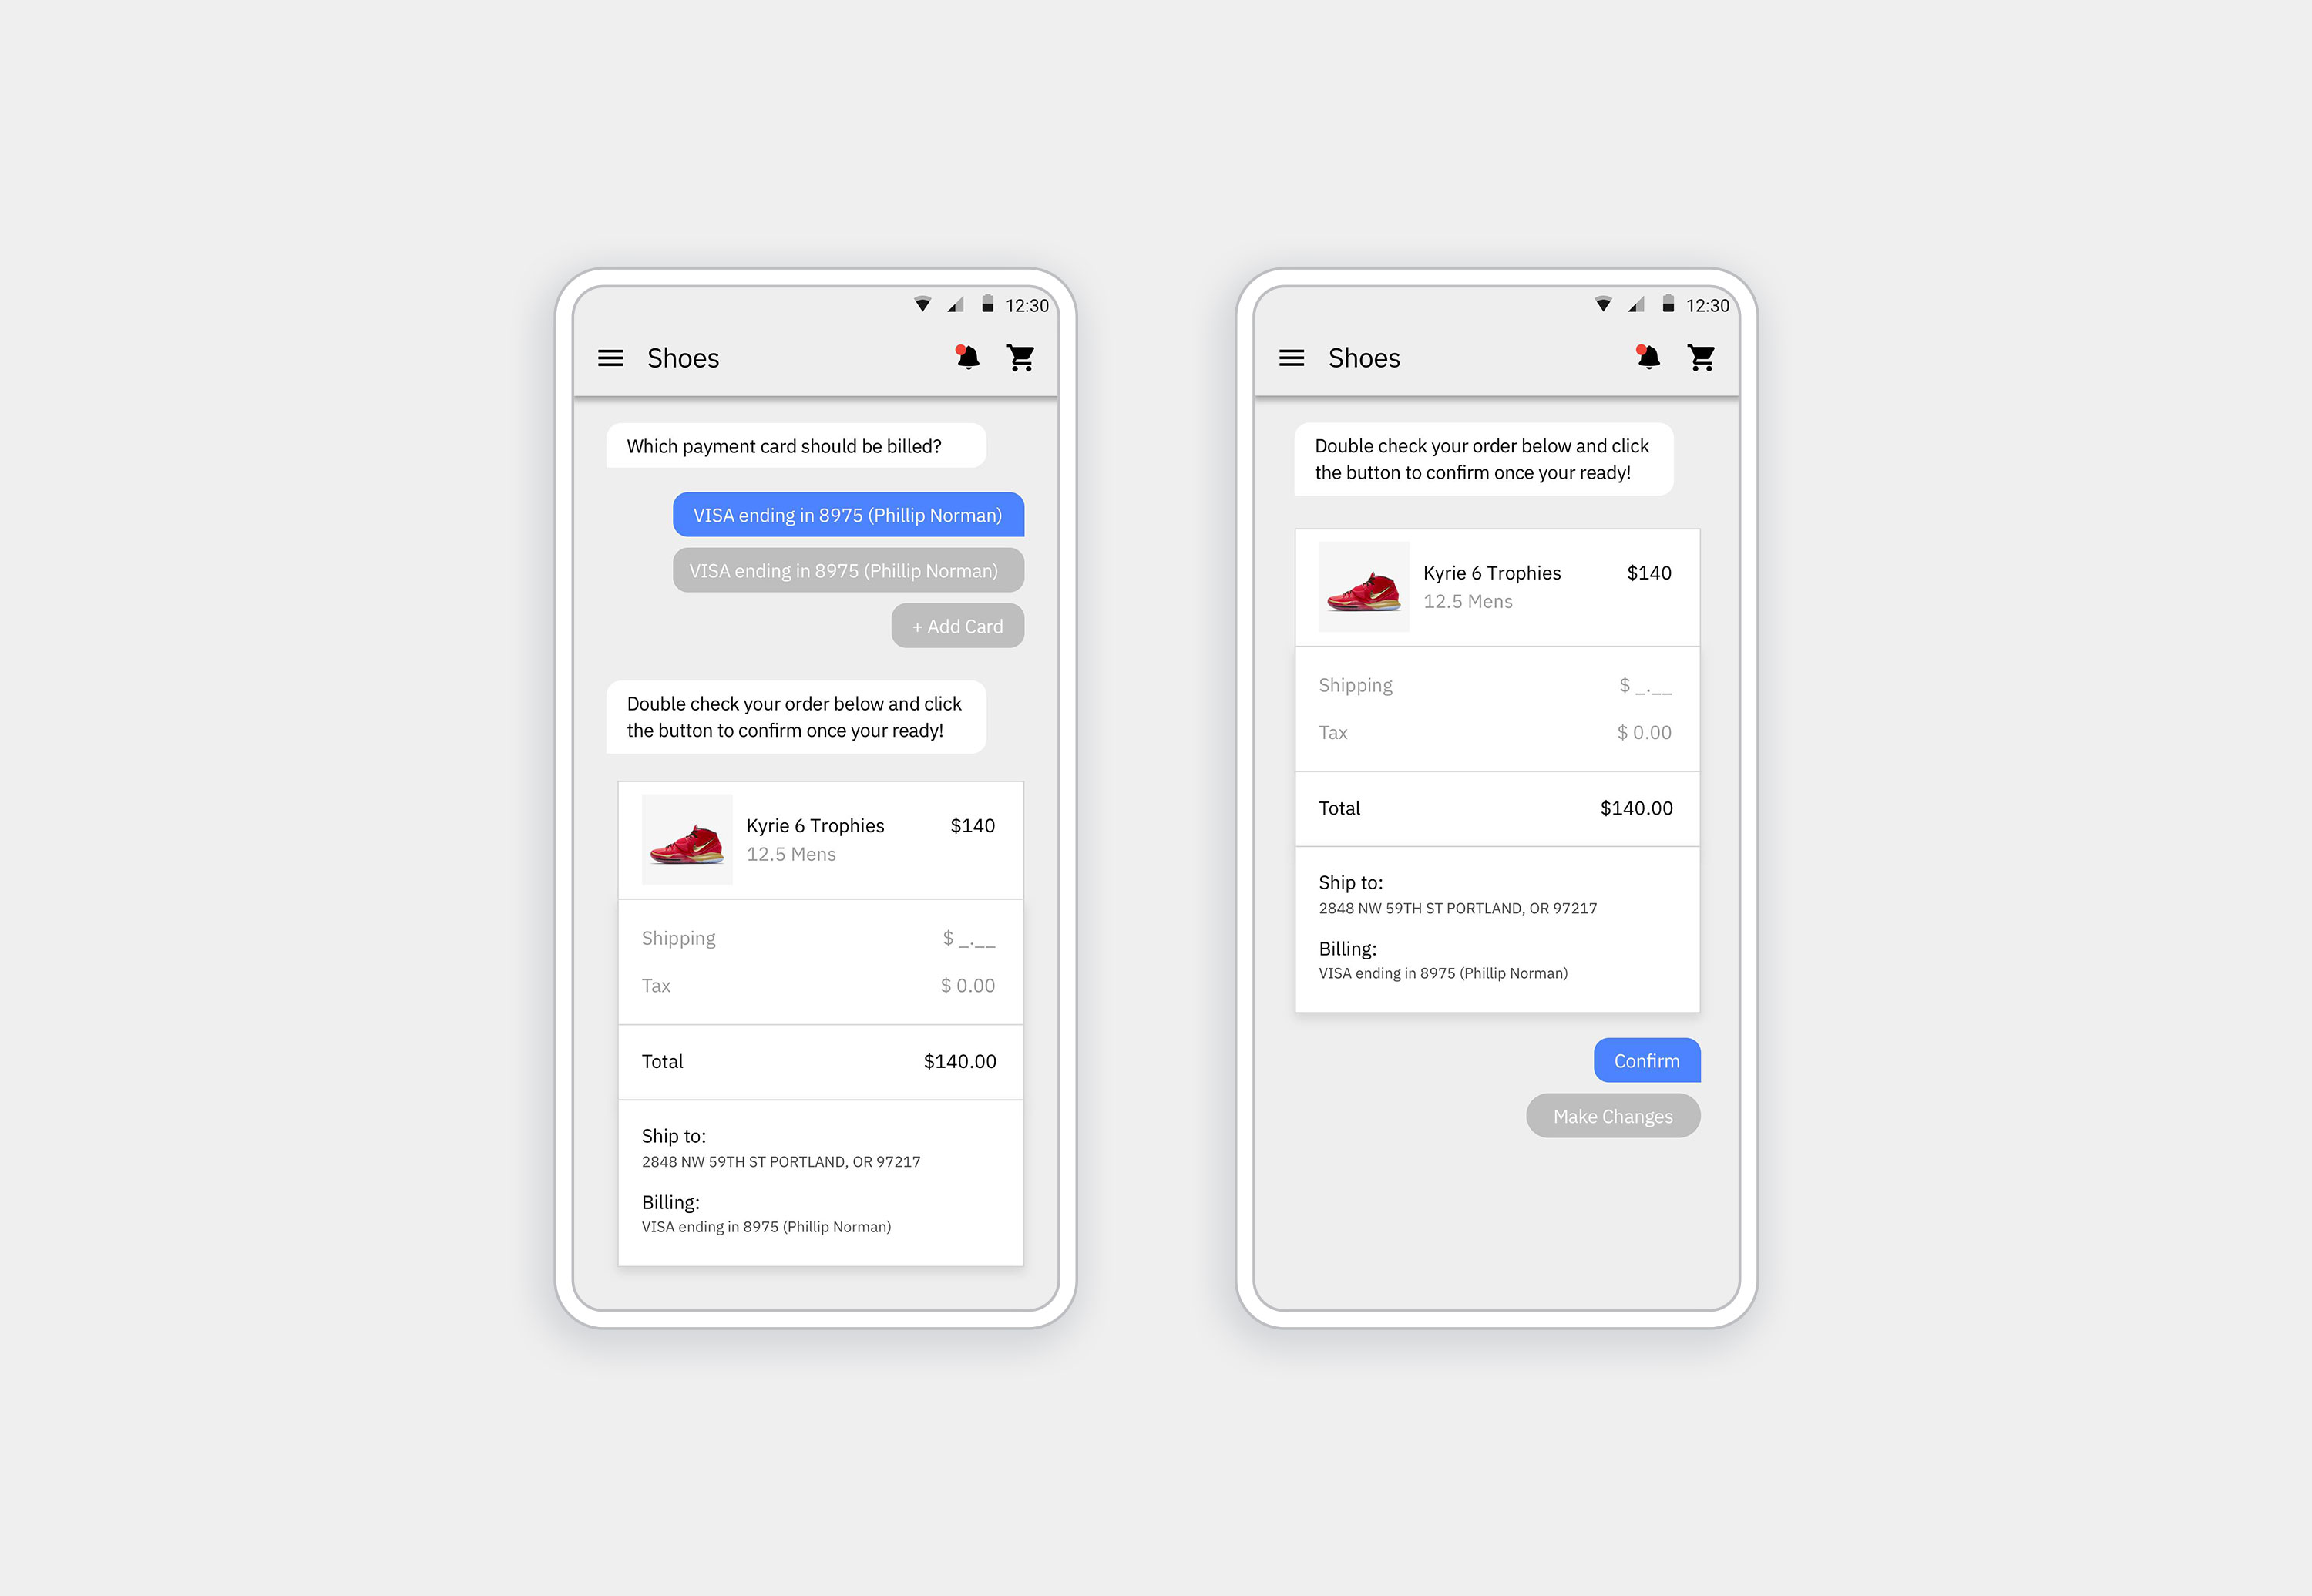 12:30
Shoes
Which payment card should be billed?
VISA ending in 8975 (Phillip Norman)
VISA ending in 8975 (Phillip Norman)
+ Add Card
Double check your order below and click
the button to confirm once your ready!
Kyrie 6 Trophies $140
12.5 Mens
Shipping $ _.__
Tax $ 0.00
Total $140.00
Ship to:
2848 NW 59TH ST PORTLAND, OR 97217
Billing:
VISA ending in 8975 (Phillip Norman)
12:30
Shoes
Double check your order below and click
the button to confirm once your ready!
Kyrie 6 Trophies $140
12.5 Mens
Shipping $ _.__
Tax $ 0.00
Total $140.00
Ship to:
2848 NW 59TH ST PORTLAND, OR 97217
Billing:
VISA ending in 8975 (Phillip Norman)
Confirm
Make Changes